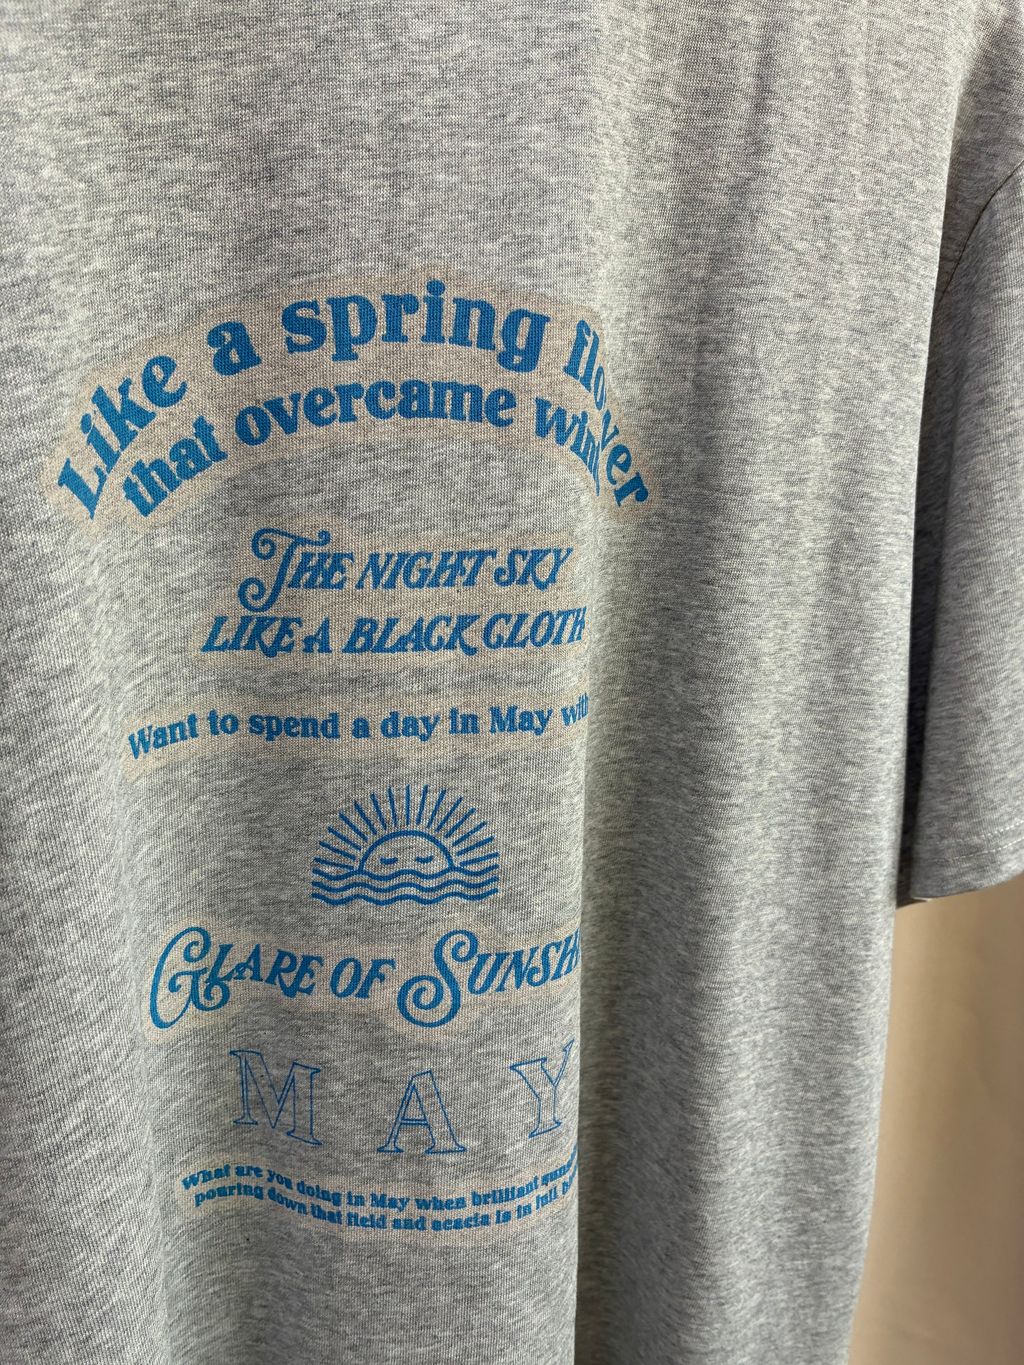 Like a spring flower
that overcame wint
THE NIGHT SKY
LIKE A BLACK CLOTH
Want to spend a day in May with
GLARE OF SUNSH
MAY
What are you doing in May when brilliant
pouring down that field and acacia is in full